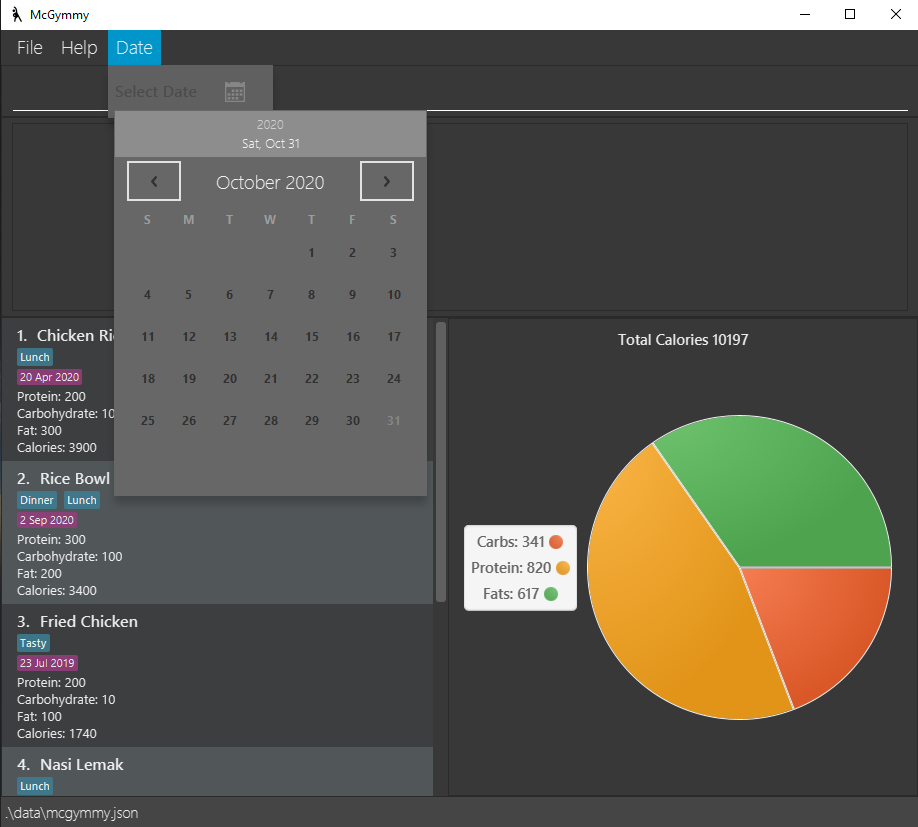 McGymmy
File Help Date
Select Date
2020
Sat, Oct 31
October 2020
S M T W T F S
1 2 3
4 5 6 7 8 9 10
11 12 13 14 15 16 17
18 19 20 21 22 23 24
25 26 27 28 29 30 31
1. Chicken
Lunch
20 Apr 2020
Protein: 200
Carbohydrate: 10
Fat: 300
Calories: 3900
2. Rice Bowl
Dinner Lunch
2 Sep 2020
Protein: 300
Carbohydrate: 100
Fat: 200
Calories: 3400
3. Fried Chicken
Tasty
23 Jul 2019
Protein: 200
Carbohydrate: 10
Fat: 100
Calories: 1740
4. Nasi Lemak
Lunch
Total Calories 10197
Carbs: 341
Protein: 820
Fats: 617
.\data\mcgymmy.json